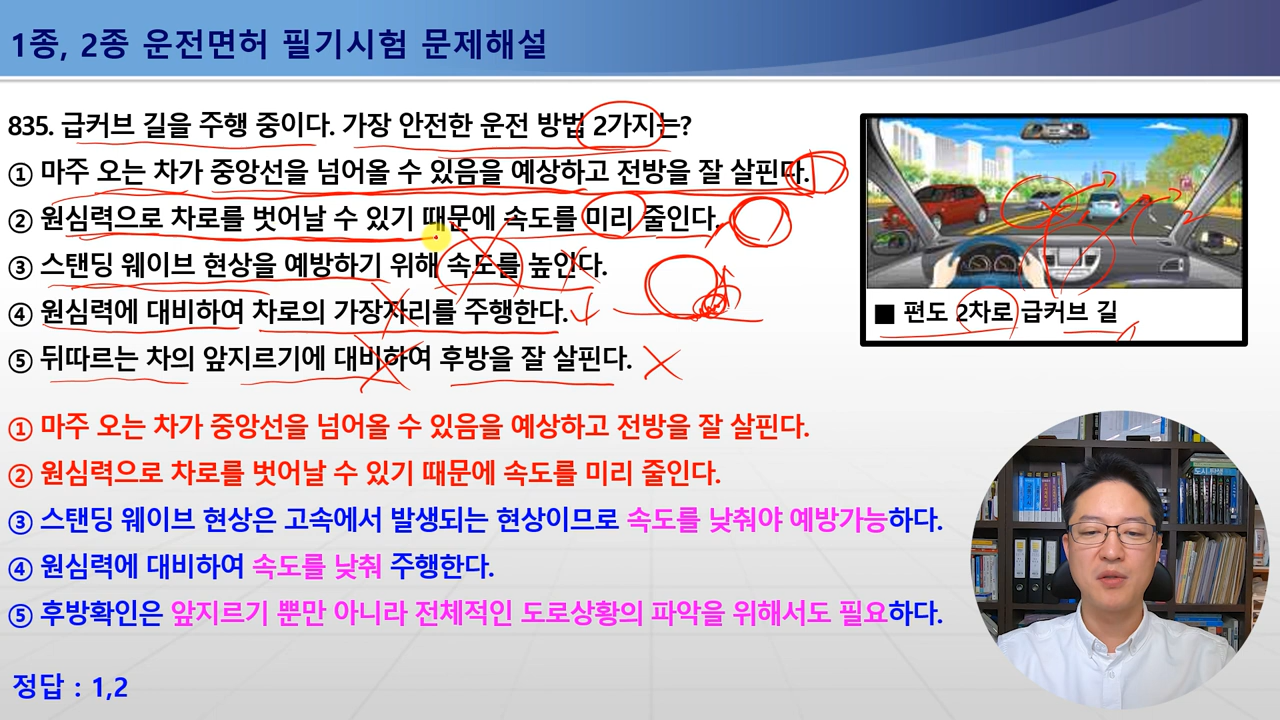 1종, 2종 운전면허 필기시험 문제해설
835. 급커브 길을 주행 중이다. 가장 안전한 운전 방법 2가지는?
① 마주 오는 차가 중앙선을 넘어올 수 있음을 예상하고 전방을 잘 살핀다.
② 원심력으로 차로를 벗어날 수 있기 때문에 속도를 미리 줄인다.
③ 스탠딩 웨이브 현상을 예방하기 위해 속도를 높인다.
④ 원심력에 대비하여 차로의 가장자리를 주행한다.
⑤ 뒤따르는 차의 앞지르기에 대비하여 후방을 잘 살핀다.
■ 편도 2차로 급커브 길
① 마주 오는 차가 중앙선을 넘어올 수 있음을 예상하고 전방을 잘 살핀다.
② 원심력으로 차로를 벗어날 수 있기 때문에 속도를 미리 줄인다.
③ 스탠딩 웨이브 현상은 고속에서 발생되는 현상이므로 속도를 낮춰야 예방가능하다.
④ 원심력에 대비하여 속도를 낮춰 주행한다.
⑤ 후방확인은 앞지르기 뿐만 아니라 전체적인 도로상황의 파악을 위해서도 필요하다.
정답 : 1,2